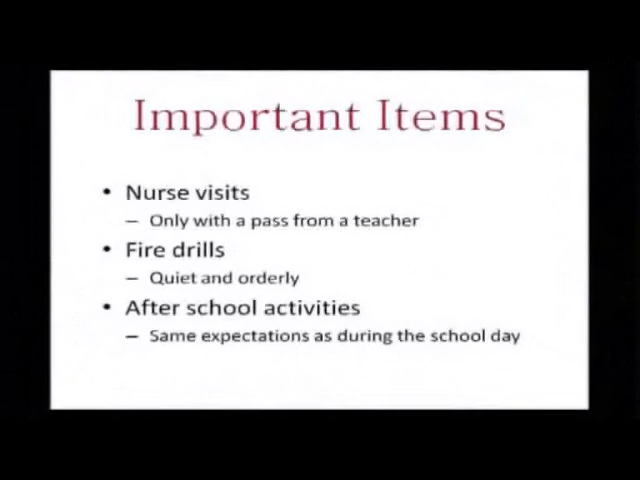 Important Items
• Nurse visits
– Only with a pass from a teacher
• Fire drills
– Quiet and orderly
• After school activities
– Same expectations as during the school day